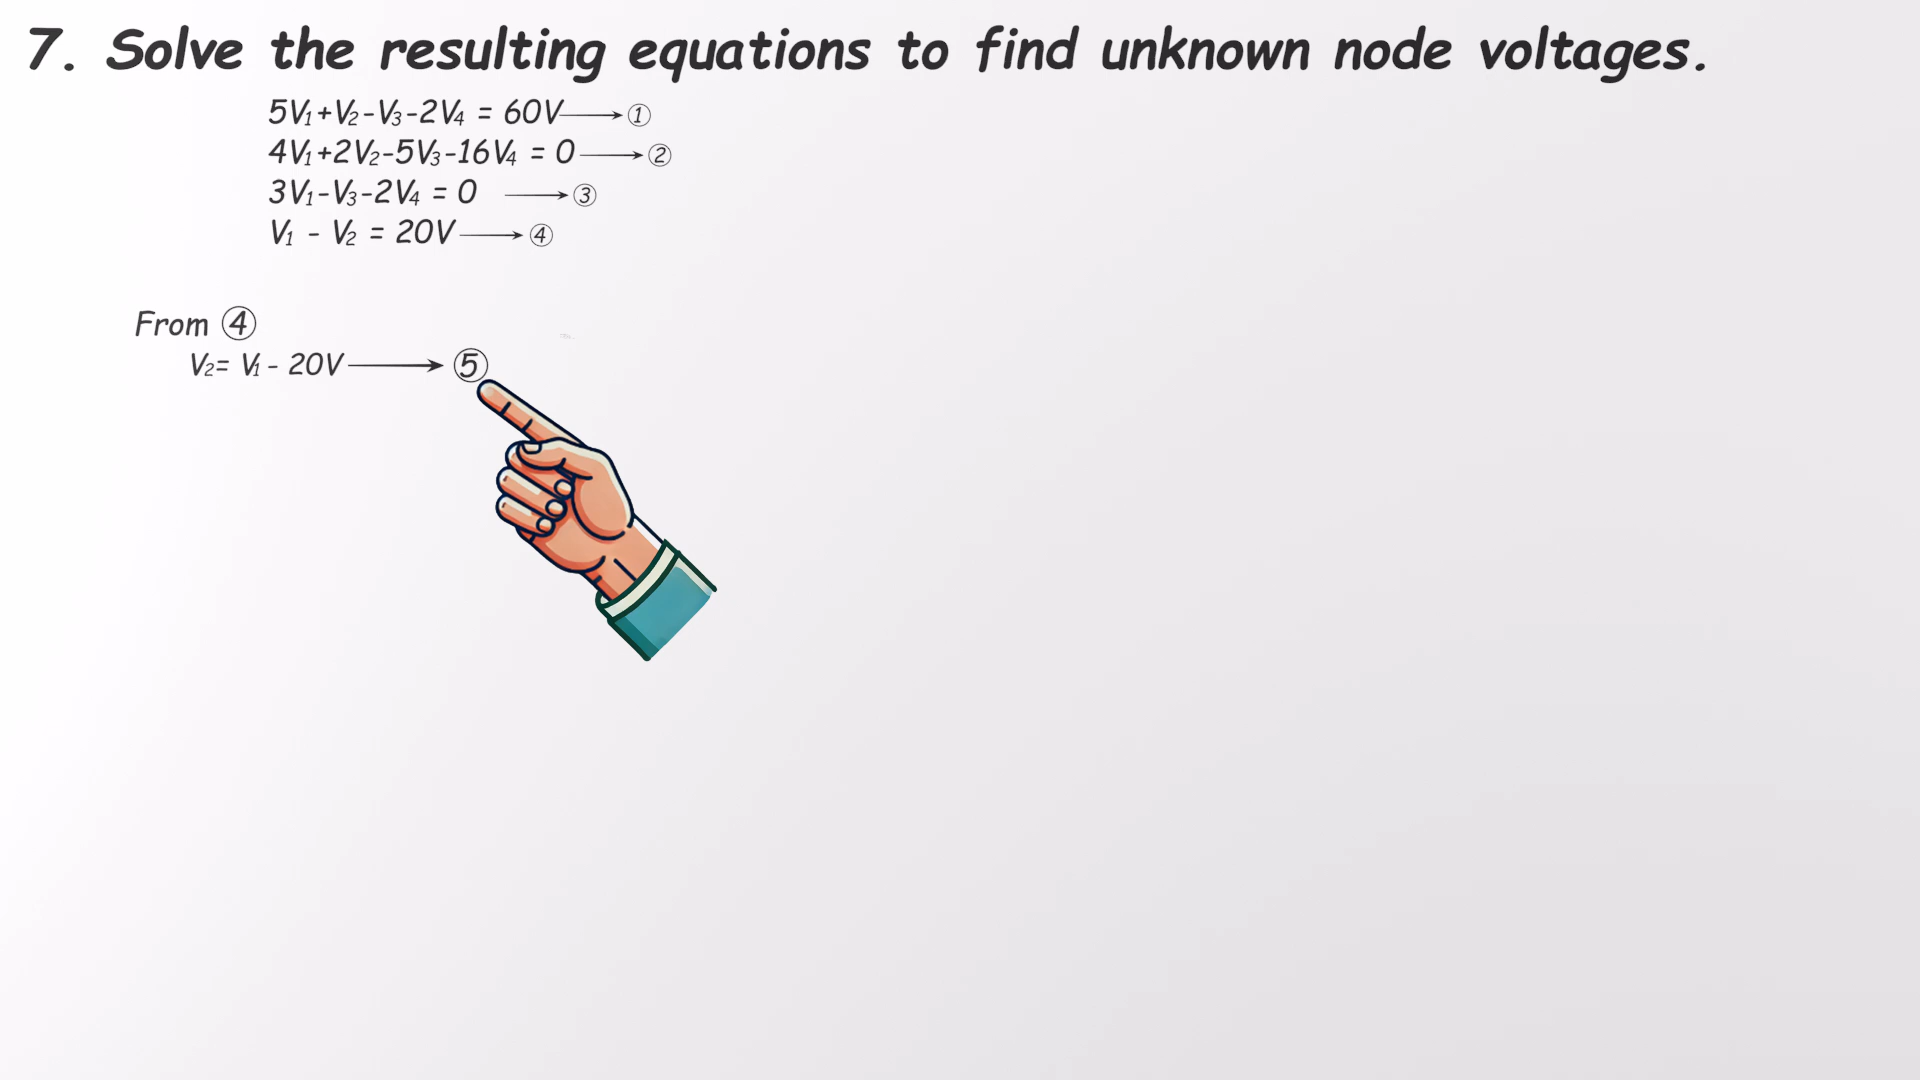 7. Solve the resulting equations to find unknown node voltages.
5V₁+V₂-V₃-2V₄ = 60V⟶①
4V₁+2V₂-5V₃-16V₄ = 0⟶②
3V₁-V₃-2V₄ = 0 ⟶③
V₁ - V₂ = 20V⟶④
From ④
V₂= V₁ - 20V⟶⑤